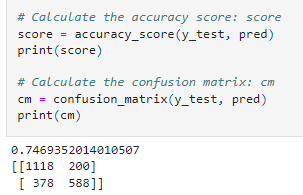 # Calculate the accuracy score: score
score = accuracy_score(y_test, pred)
print(score)
# Calculate the confusion matrix: cm
cm = confusion_matrix(y_test, pred)
print(cm)
0.7469352014010507
[[1118 200]
[ 378 588]]